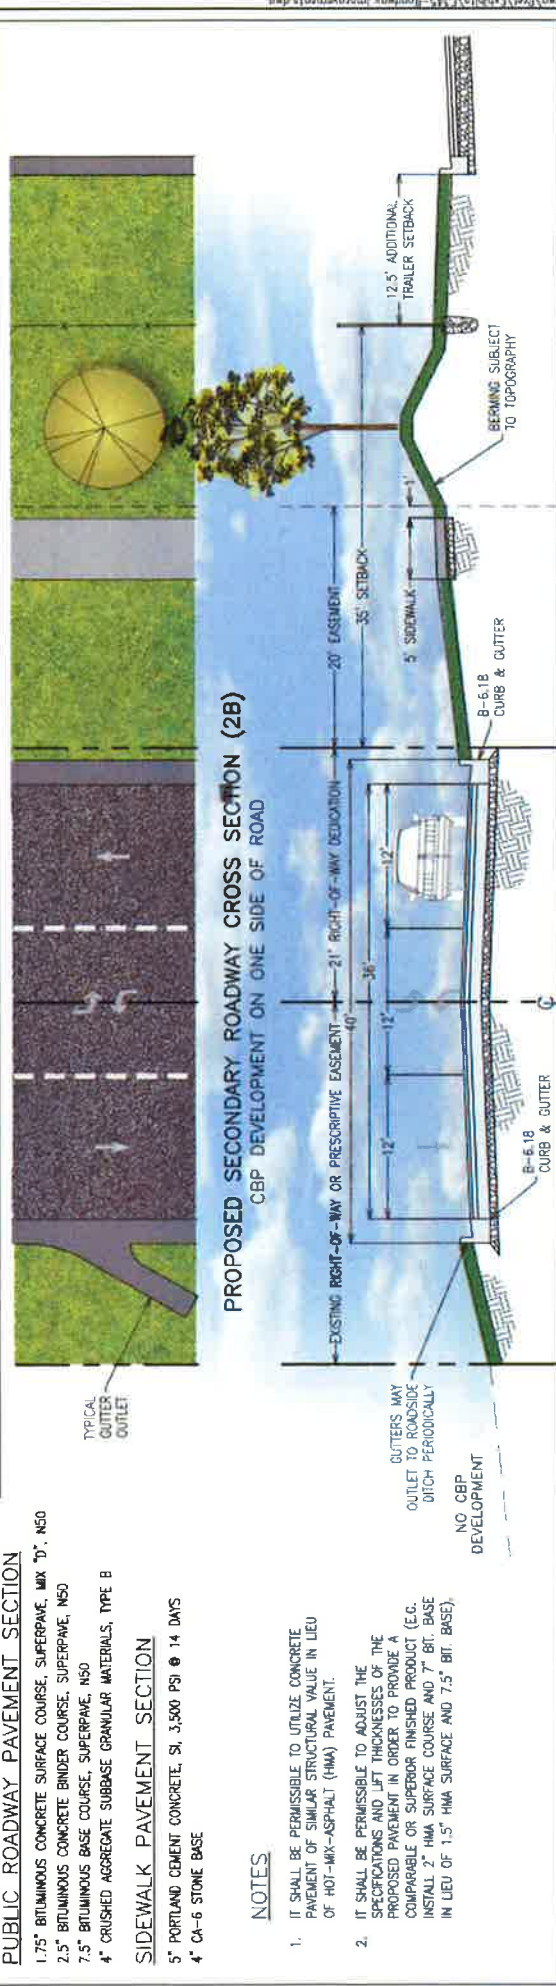 PUBLIC ROADWAY PAVEMENT SECTION
1.75" BITUMINOUS CONCRETE SURFACE COURSE, SUPERPAVE, MIX "D", N50
2.5" BITUMINOUS CONCRETE BINDER COURSE, SUPERPAVE, N50
7.5" BITUMINOUS BASE COURSE, SUPERPAVE, N50
4" CRUSHED AGGREGATE SUBBASE GRANULAR MATERIALS, TYPE B
SIDEWALK PAVEMENT SECTION
5" PORTLAND CEMENT CONCRETE, SI, 3,500 PSI @ 14 DAYS
4" CA-6 STONE BASE
NOTES
1. IT SHALL BE PERMISSIBLE TO UTILIZE CONCRETE
PAVEMENT OF SIMILAR STRUCTURAL VALUE IN LIEU
OF HOT-MIX-ASPHALT (HMA) PAVEMENT.
2. IT SHALL BE PERMISSIBLE TO ADJUST THE
SPECIFICATIONS AND LIFT THICKNESSES OF THE
PROPOSED PAVEMENT IN ORDER TO PROVIDE A
COMPARABLE OR SUPERIOR FINISHED PRODUCT (E.G.
INSTALL 2" HMA SURFACE COURSE AND 7" BIT. BASE
IN LIEU OF 1.5" HMA SURFACE AND 7.5" BIT. BASE).
TYPICAL
GUTTER
OUTLET
PROPOSED SECONDARY ROADWAY CROSS SECTION (2B)
CBP DEVELOPMENT ON ONE SIDE OF ROAD
EXISTING RIGHT-OF-WAY OR PRESCRIPTIVE EASEMENT
21' RIGHT-OF-WAY DEDICATION
20' EASEMENT
40'
35' SETBACK
36'
12'
12'
12'
5' SIDEWALK
1'
12.5' ADDITIONAL
TRAILER SETBACK
GUTTERS MAY
OUTLET TO ROADSIDE
DITCH PERIODICALLY
NO CBP
DEVELOPMENT
B-6.18
CURB & GUTTER
B-6.18
CURB & GUTTER
BERMING SUBJECT
TO TOPOGRAPHY